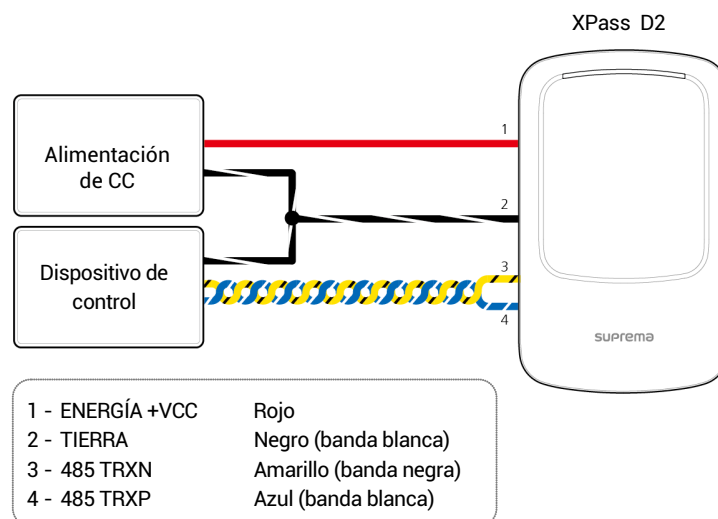 XPass D2
Alimentación
de CC
1
2
Dispositivo de
control
3
4
suprema
1 - ENERGÍA +VCC Rojo
2 - TIERRA Negro (banda blanca)
3 - 485 TRXN Amarillo (banda negra)
4 - 485 TRXP Azul (banda blanca)